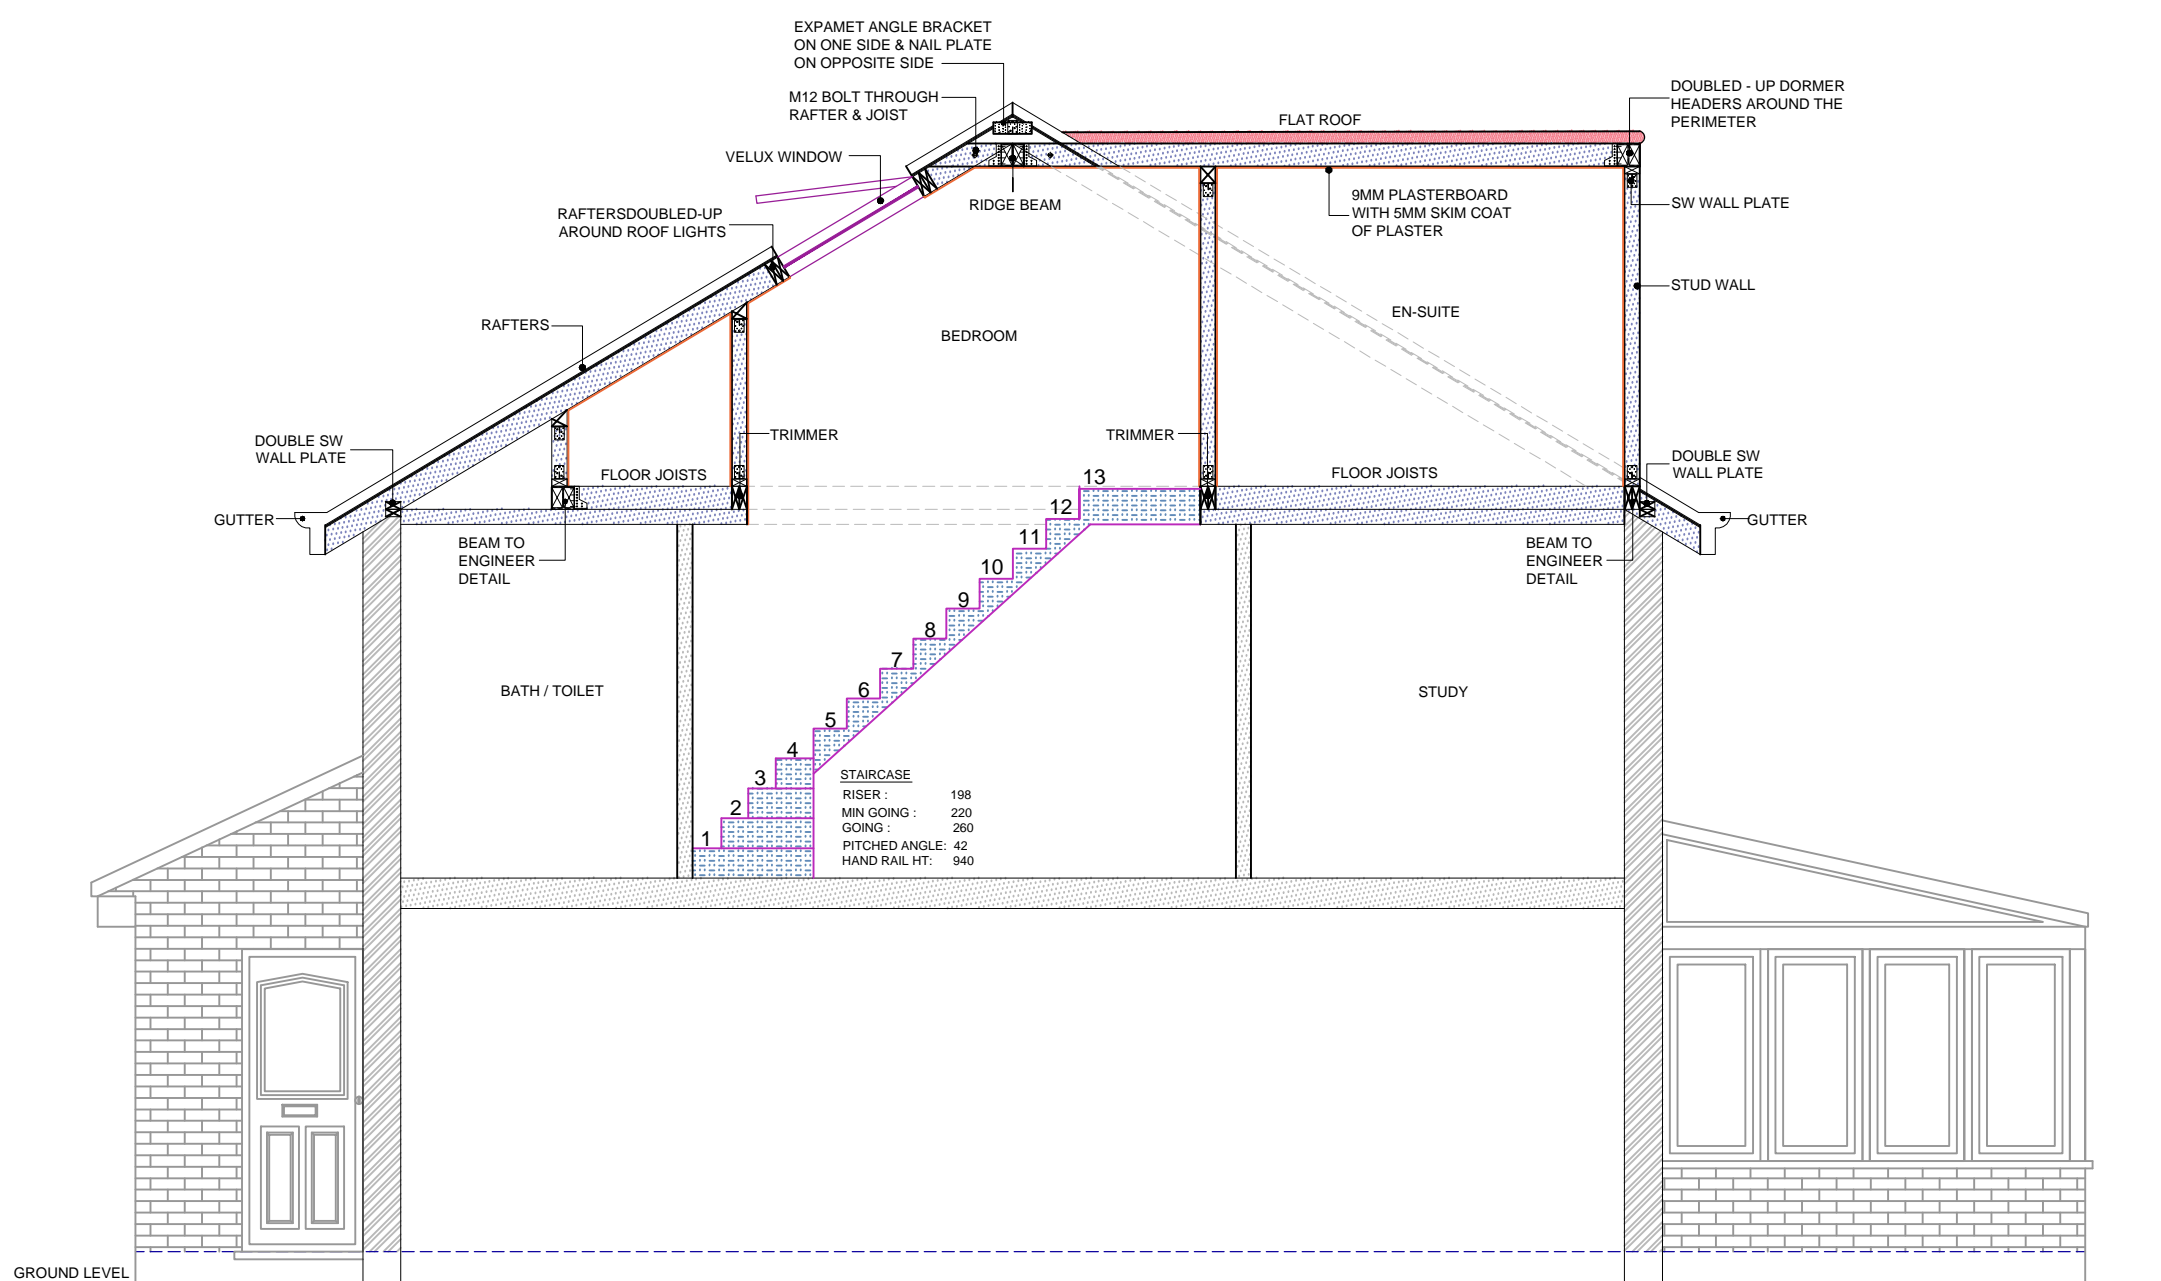 EXPAMET ANGLE BRACKET
ON ONE SIDE & NAIL PLATE
ON OPPOSITE SIDE
M12 BOLT THROUGH
RAFTER & JOIST
VELUX WINDOW
RAFTERSDOUBLED-UP
AROUND ROOF LIGHTS
RAFTERS
DOUBLE SW
WALL PLATE
GUTTER
FLAT ROOF
DOUBLED - UP DORMER
HEADERS AROUND THE
PERIMETER
RIDGE BEAM
9MM PLASTERBOARD
WITH 5MM SKIM COAT
OF PLASTER
SW WALL PLATE
STUD WALL
EN-SUITE
BEDROOM
TRIMMER
TRIMMER
FLOOR JOISTS
FLOOR JOISTS
DOUBLE SW
WALL PLATE
GUTTER
BEAM TO
ENGINEER
DETAIL
BEAM TO
ENGINEER
DETAIL
13
12
11
10
9
8
7
6
5
4
3
2
1
BATH / TOILET
STUDY
STAIRCASE
RISER : 198
MIN GOING : 220
GOING : 260
PITCHED ANGLE: 42
HAND RAIL HT: 940
GROUND LEVEL